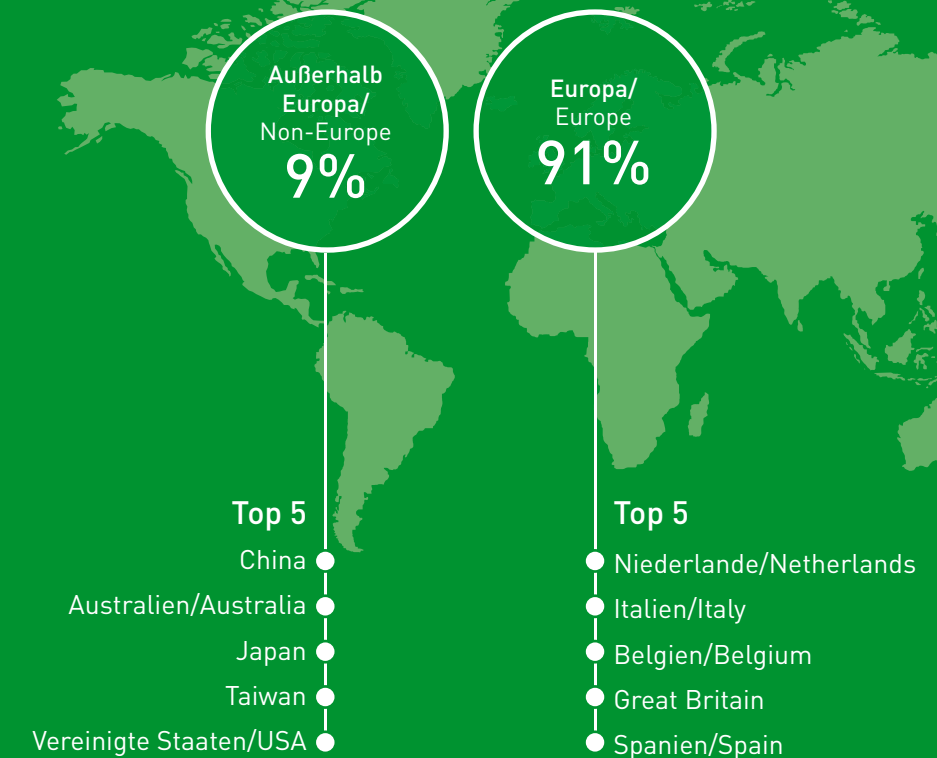 Außerhalb
Europa/
Non-Europe
9%
Europa/
Europe
91%
Top 5
China
Australien/Australia
Japan
Taiwan
Vereinigte Staaten/USA
Top 5
Niederlande/Netherlands
Italien/Italy
Belgien/Belgium
Great Britain
Spanien/Spain